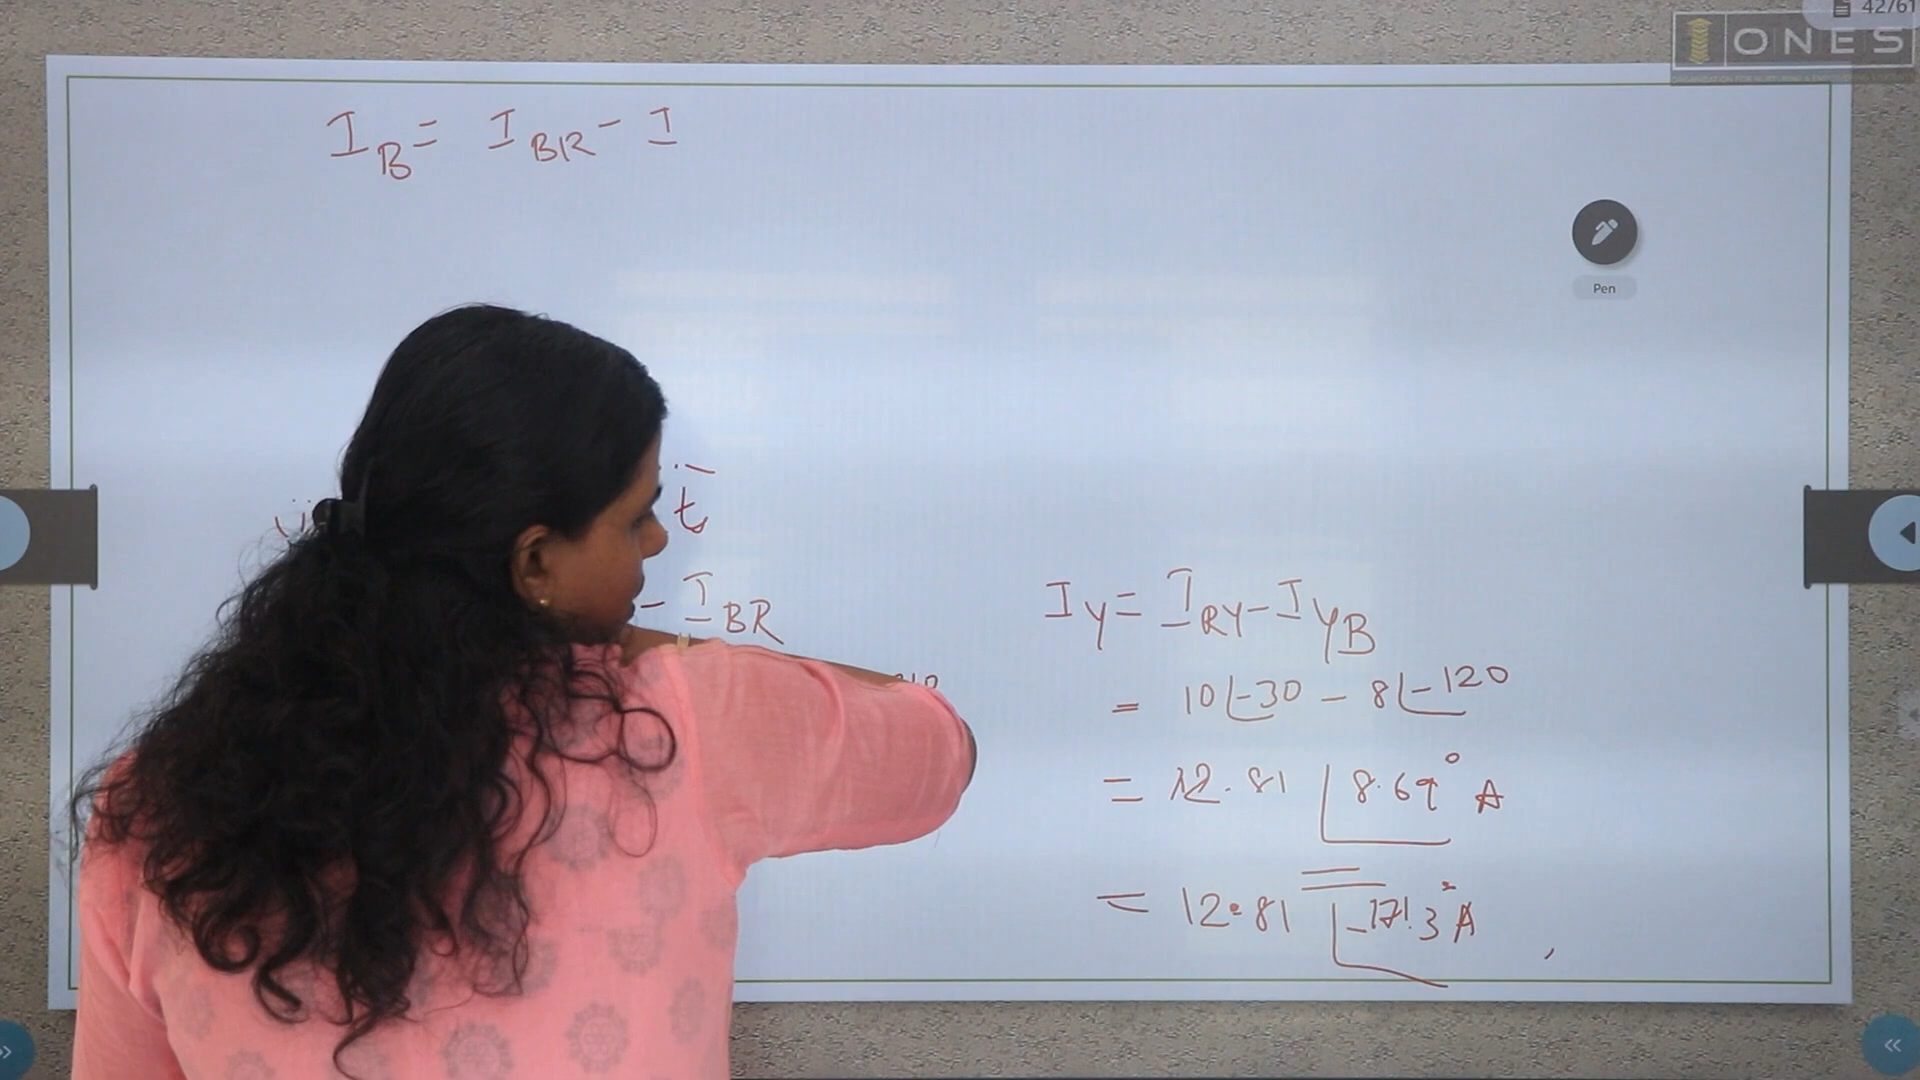 42/61
ONES
I_B = I_BR - I
Pen
t
- I_BR
I_Y = I_RY - I_YB
= 10∠-30 - 8∠-120
= 12.81 ∠8.69° A
= 12.81 ∠-171.3° A